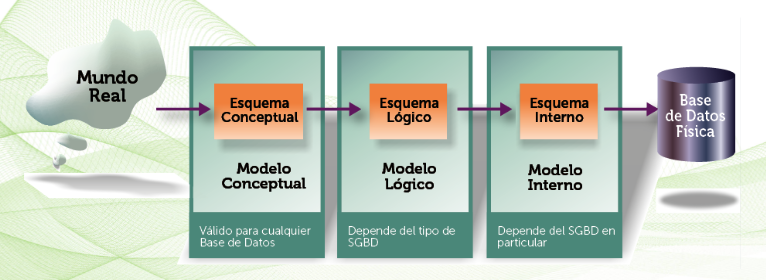 Mundo
Real
Esquema
Conceptual
Modelo
Conceptual
Válido para cualquier
Base de Datos
Esquema
Lógico
Modelo
Lógico
Depende del tipo de
SGBD
Esquema
Interno
Modelo
Interno
Depende del SGBD en
particular
Base
de Datos
Física